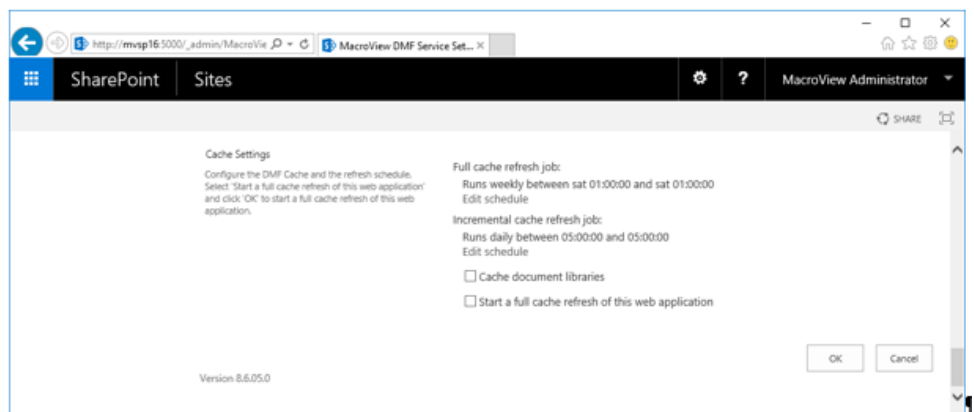 http://mvsp16:5000/_admin/MacroVie
MacroView DMF Service Set...
SharePoint Sites ? MacroView Administrator
SHARE
Cache Settings
Configure the DMF Cache and the refresh schedule.
Select 'Start a full cache refresh of this web application'
and click 'OK' to start a full cache refresh of this web
application.
Full cache refresh job:
Runs weekly between sat 01:00:00 and sat 01:00:00
Edit schedule
Incremental cache refresh job:
Runs daily between 05:00:00 and 05:00:00
Edit schedule
Cache document libraries
Start a full cache refresh of this web application
OK Cancel
Version 8.6.05.0